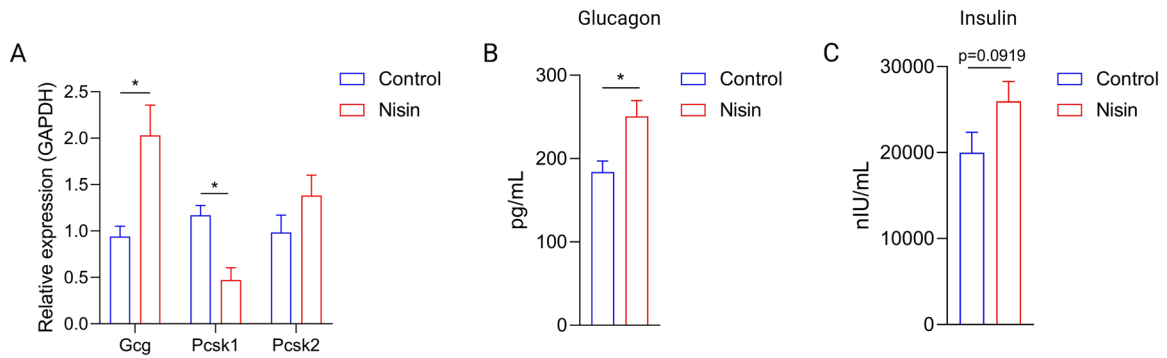 A
Relative expression (GAPDH)
2.5
2.0
1.5
1.0
0.5
0.0
*
*
Gcg
Pcsk1
Pcsk2
Control
Nisin
Glucagon
B
pg/mL
300
200
100
0
*
Control
Nisin
Insulin
C
nIU/mL
30000
20000
10000
0
p=0.0919
Control
Nisin